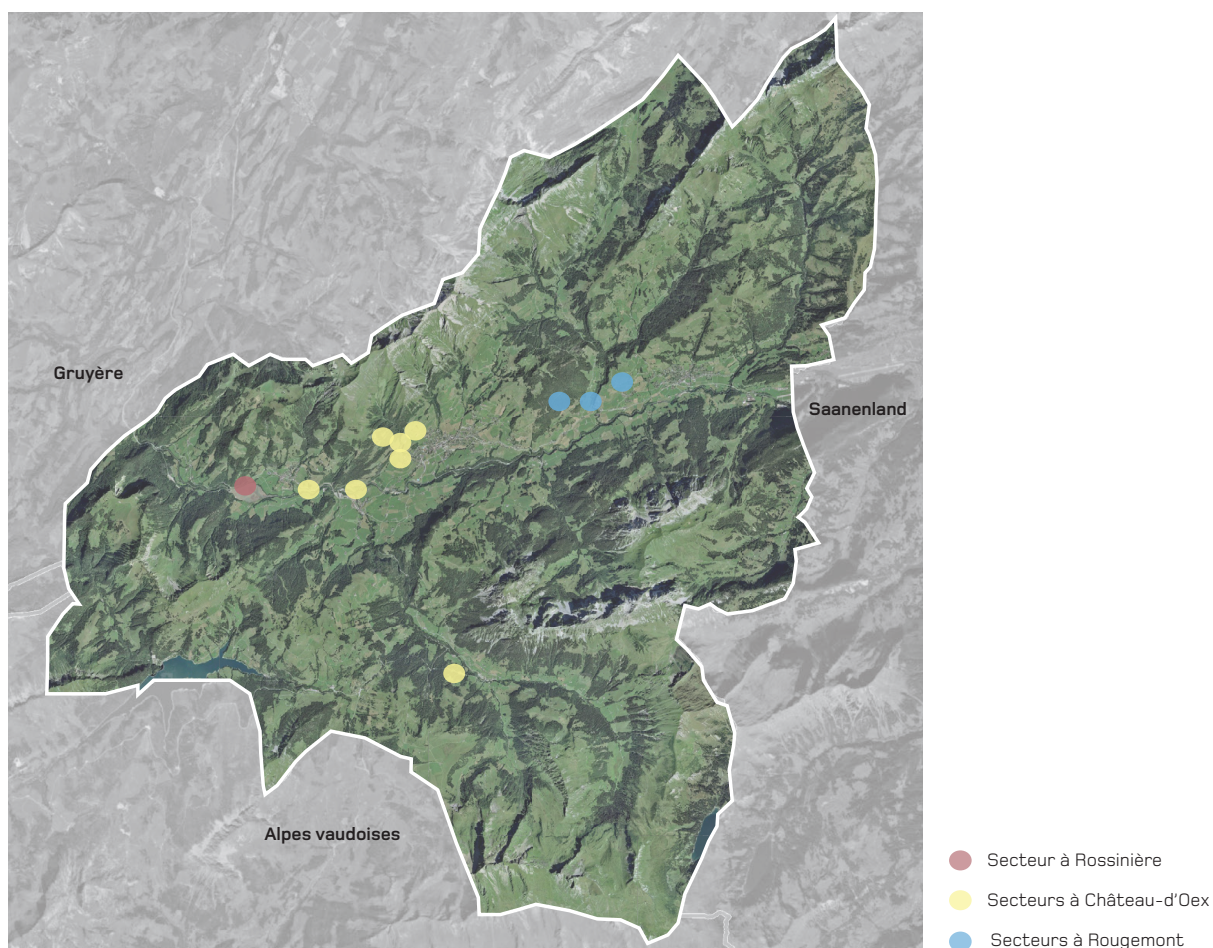 Gruyère
Saanenland
Alpes vaudoises
Secteur à Rossinière
Secteurs à Château-d'Oex
Secteurs à Rougemont